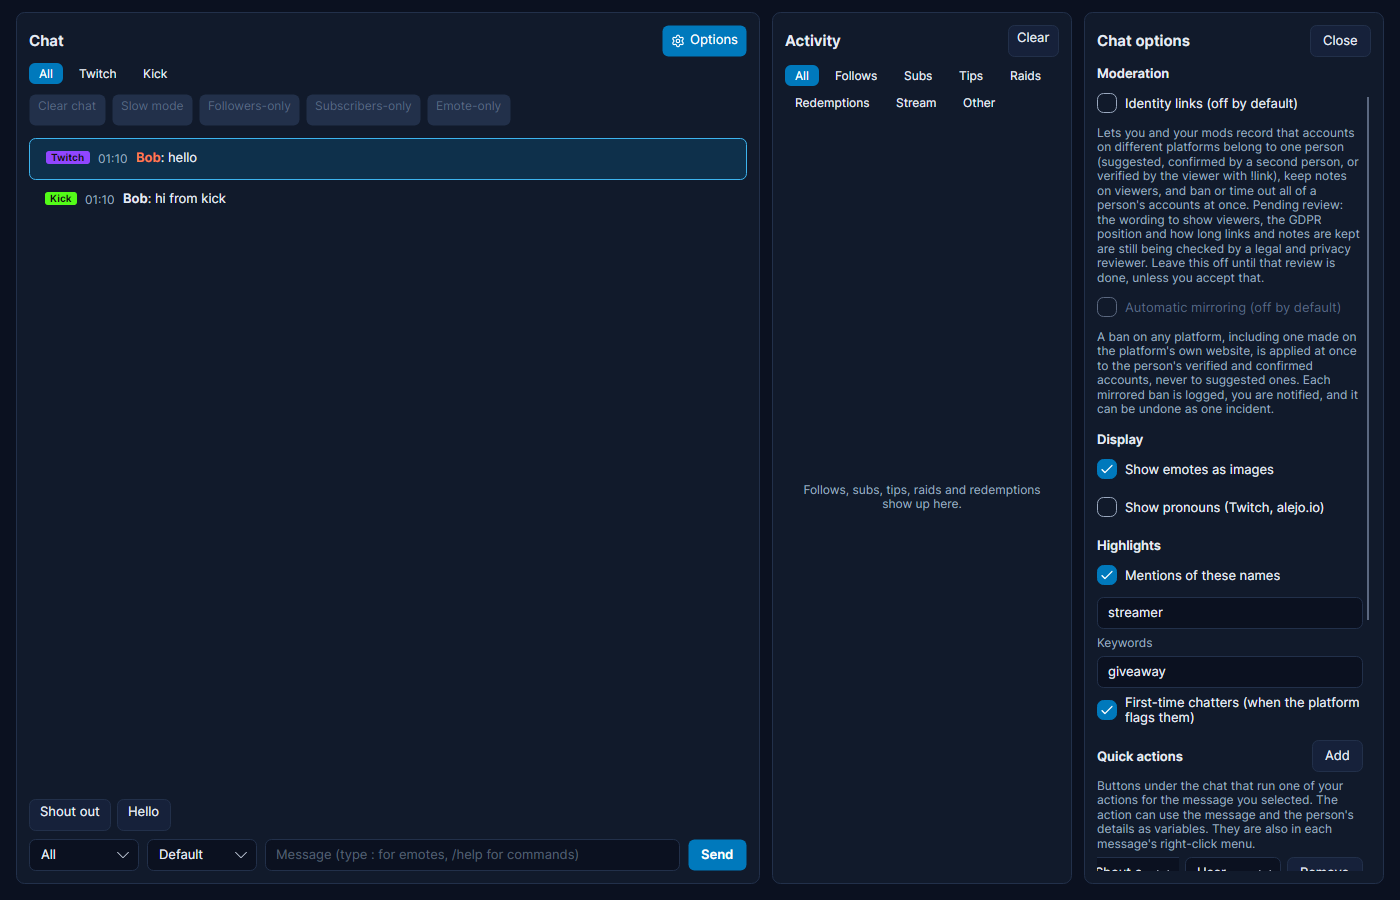 Chat
Options
All Twitch Kick
Clear chat Slow mode Followers-only Subscribers-only Emote-only
Twitch 01:10 Bob: hello
Kick 01:10 Bob: hi from kick
Shout out Hello
All Default Message (type : for emotes, /help for commands) Send
Activity
Clear
All Follows Subs Tips Raids
Redemptions Stream Other
Follows, subs, tips, raids and redemptions
show up here.
Chat options
Close
Moderation
Identity links (off by default)
Lets you and your mods record that accounts
on different platforms belong to one person
(suggested, confirmed by a second person, or
verified by the viewer with !link), keep notes
on viewers, and ban or time out all of a
person's accounts at once. Pending review:
the wording to show viewers, the GDPR
position and how long links and notes are kept
are still being checked by a legal and privacy
reviewer. Leave this off until that review is
done, unless you accept that.
Automatic mirroring (off by default)
A ban on any platform, including one made on
the platform's own website, is applied at once
to the person's verified and confirmed
accounts, never to suggested ones. Each
mirrored ban is logged, you are notified, and it
can be undone as one incident.
Display
Show emotes as images
Show pronouns (Twitch, alejo.io)
Highlights
Mentions of these names
streamer
Keywords
giveaway
First-time chatters (when the platform
flags them)
Quick actions
Add
Buttons under the chat that run one of your
actions for the message you selected. The
action can use the message and the person's
details as variables. They are also in each
message's right-click menu.
User Remove